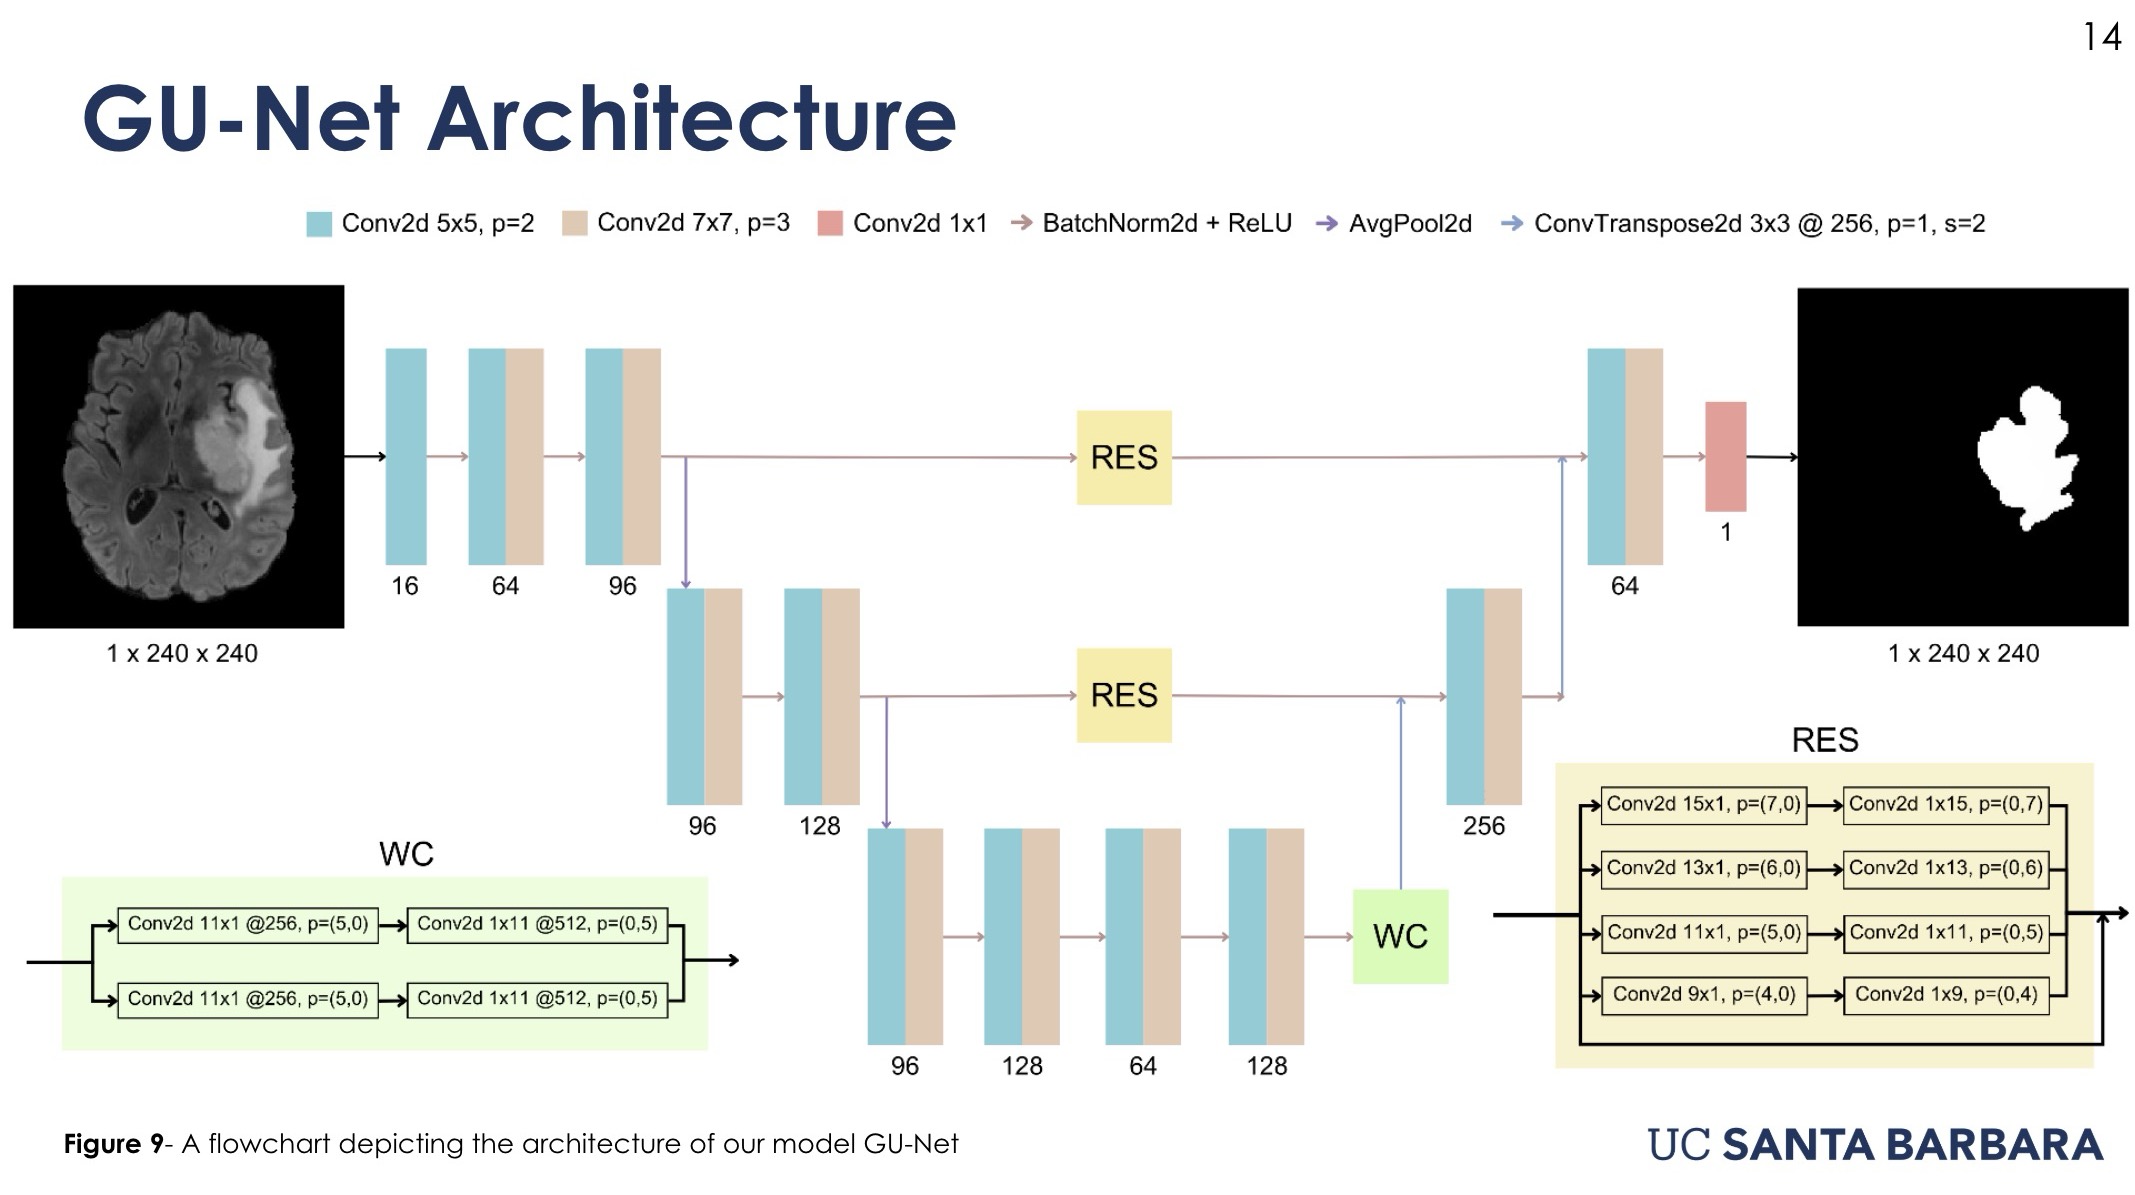 14
GU-Net Architecture
Conv2d 5x5, p=2 Conv2d 7x7, p=3 Conv2d 1x1 BatchNorm2d + ReLU AvgPool2d ConvTranspose2d 3x3 @ 256, p=1, s=2
RES
1
16 64 96 64
1 x 240 x 240 1 x 240 x 240
RES
96 128 256
RES
Conv2d 15x1, p=(7,0) Conv2d 1x15, p=(0,7)
Conv2d 13x1, p=(6,0) Conv2d 1x13, p=(0,6)
Conv2d 11x1, p=(5,0) Conv2d 1x11, p=(0,5)
Conv2d 9x1, p=(4,0) Conv2d 1x9, p=(0,4)
WC
Conv2d 11x1 @256, p=(5,0) Conv2d 1x11 @512, p=(0,5)
Conv2d 11x1 @256, p=(5,0) Conv2d 1x11 @512, p=(0,5)
WC
96 128 64 128
Figure 9- A flowchart depicting the architecture of our model GU-Net
UC SANTA BARBARA